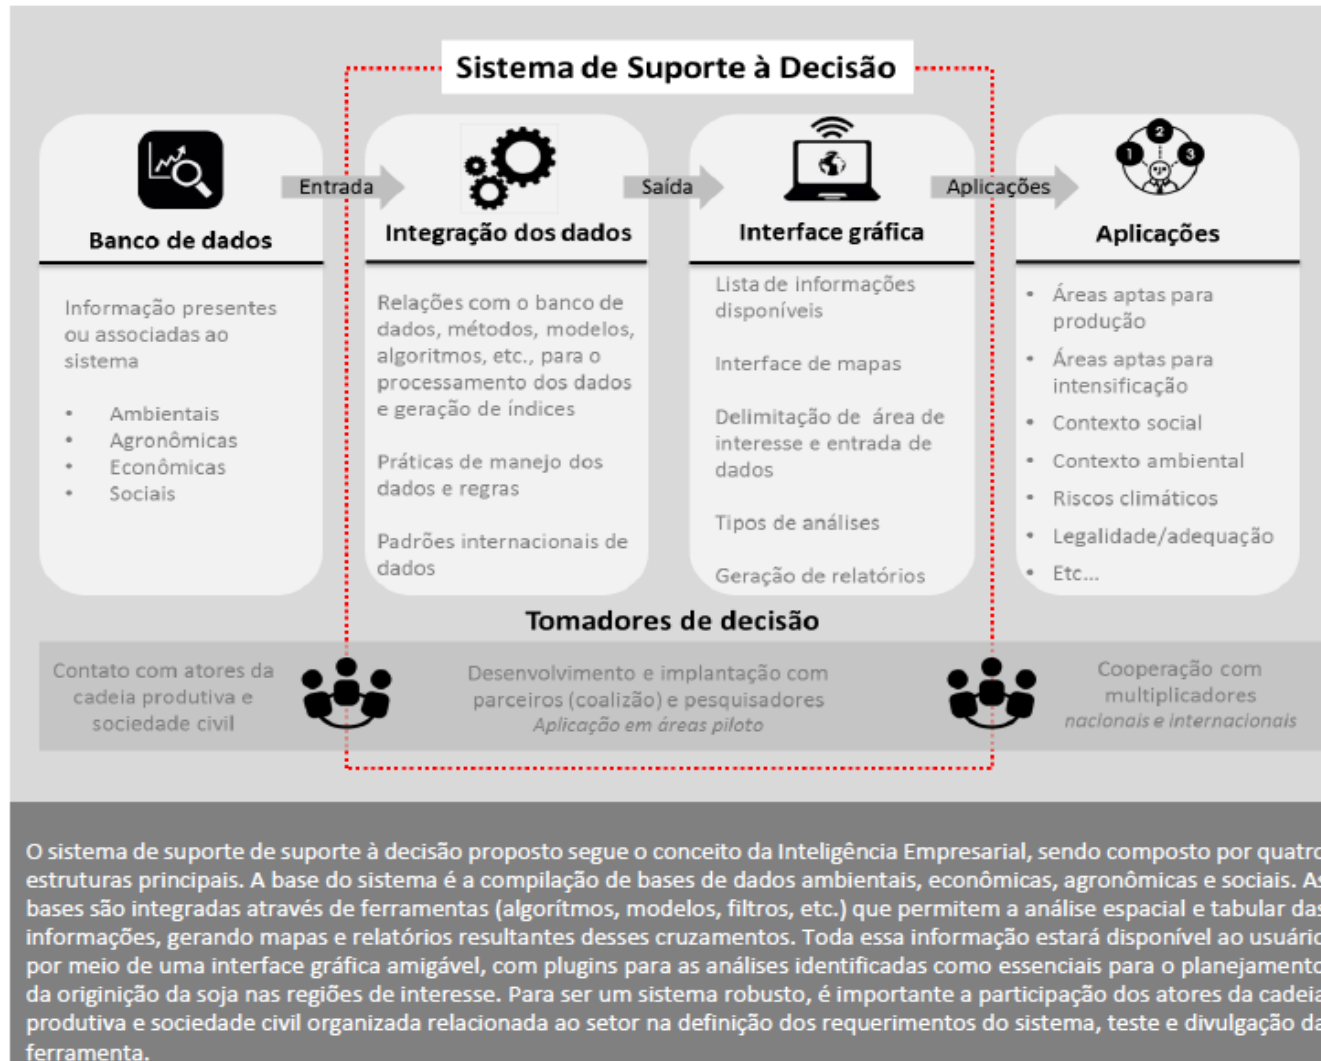 Sistema de Suporte à Decisão
Entrada
Saída
Aplicações
Banco de dados
Informação presentes
ou associadas ao
sistema
• Ambientais
• Agronômicas
• Econômicas
• Sociais
Integração dos dados
Relações com o banco de
dados, métodos, modelos,
algoritmos, etc., para o
processamento dos dados
e geração de índices
Práticas de manejo dos
dados e regras
Padrões internacionais de
dados
Interface gráfica
Lista de informações
disponíveis
Interface de mapas
Delimitação de área de
interesse e entrada de
dados
Tipos de análises
Geração de relatórios
1
2
3
Aplicações
• Áreas aptas para
produção
• Áreas aptas para
intensificação
• Contexto social
• Contexto ambiental
• Riscos climáticos
• Legalidade/adequação
• Etc...
Tomadores de decisão
Contato com atores da
cadeia produtiva e
sociedade civil
Desenvolvimento e implantação com
parceiros (coalizão) e pesquisadores
Aplicação em áreas piloto
Cooperação com
multiplicadores
nacionais e internacionais
O sistema de suporte de suporte à decisão proposto segue o conceito da Inteligência Empresarial, sendo composto por quatro
estruturas principais. A base do sistema é a compilação de bases de dados ambientais, econômicas, agronômicas e sociais. As
bases são integradas através de ferramentas (algorítmos, modelos, filtros, etc.) que permitem a análise espacial e tabular das
informações, gerando mapas e relatórios resultantes desses cruzamentos. Toda essa informação estará disponível ao usuário
por meio de uma interface gráfica amigável, com plugins para as análises identificadas como essenciais para o planejamento
da originição da soja nas regiões de interesse. Para ser um sistema robusto, é importante a participação dos atores da cadeia
produtiva e sociedade civil organizada relacionada ao setor na definição dos requerimentos do sistema, teste e divulgação da
ferramenta.